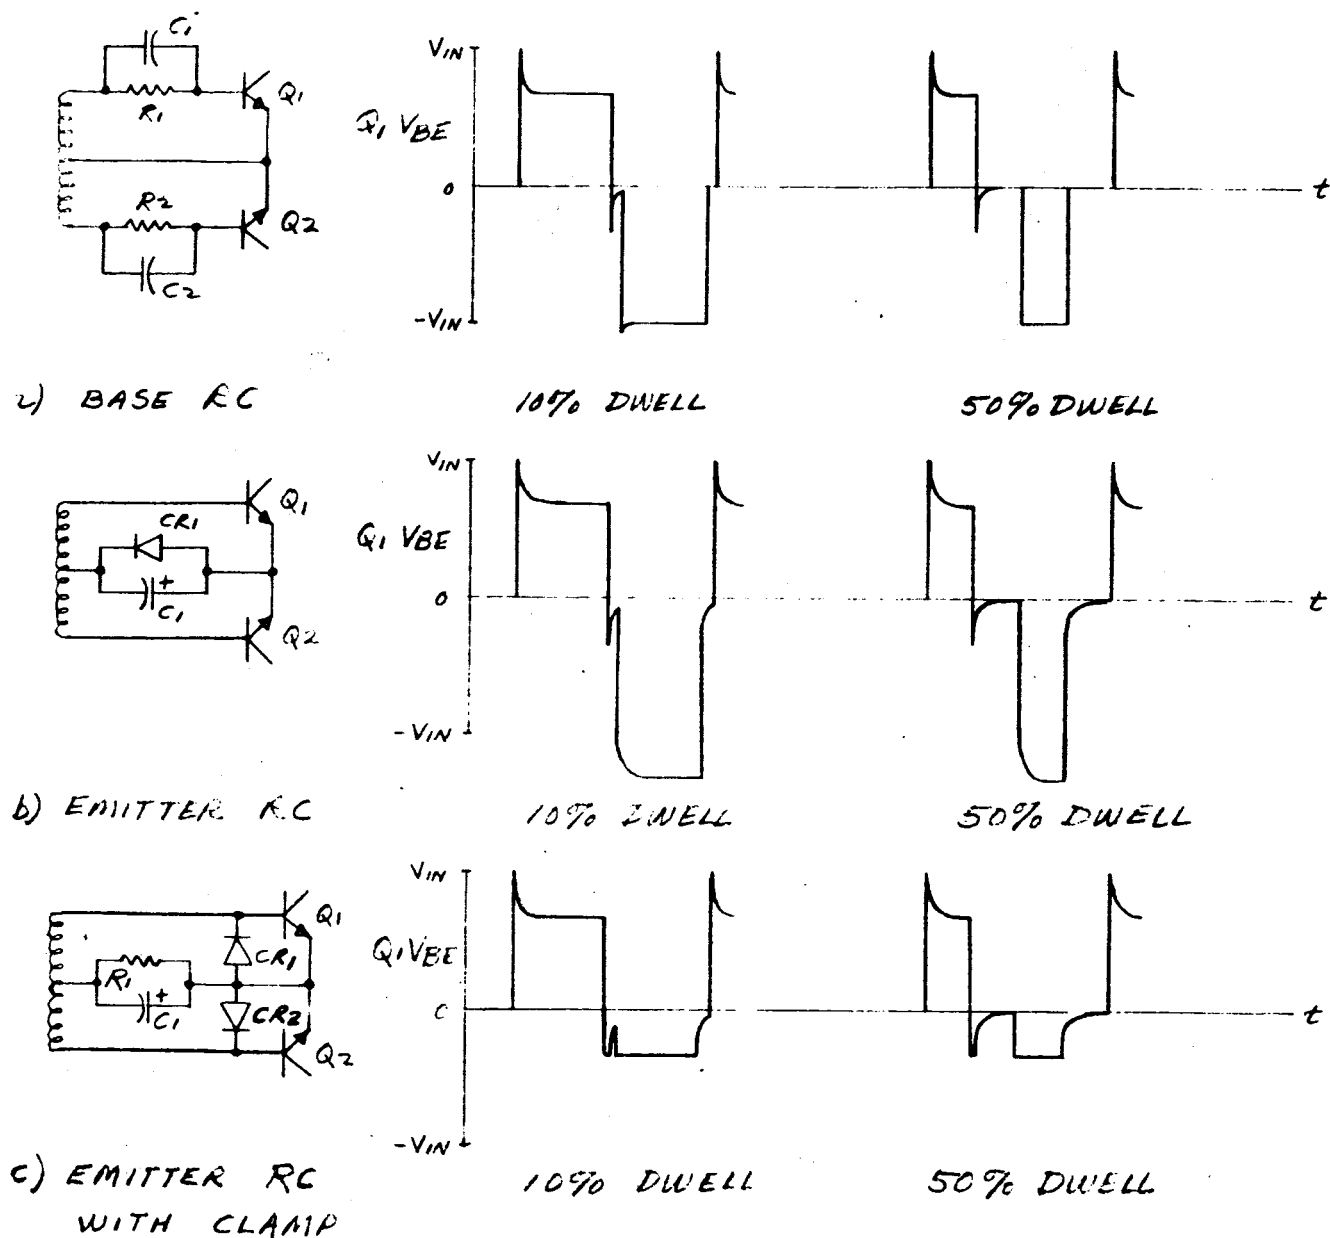 C1
R1
Q1
R2
Q2
C2
VIN
Q1 VBE
0
-VIN
t
BASE RC
10% DWELL
50% DWELL
VIN
Q1 VBE
0
-VIN
t
Q1
CR1
+
C1
Q2
b) EMITTER RC
10% DWELL
50% DWELL
VIN
Q1 VBE
-VIN
t
Q1
CR1
R1
+
C1
CR2
Q2
c) EMITTER RC
WITH CLAMP
10% DWELL
50% DWELL